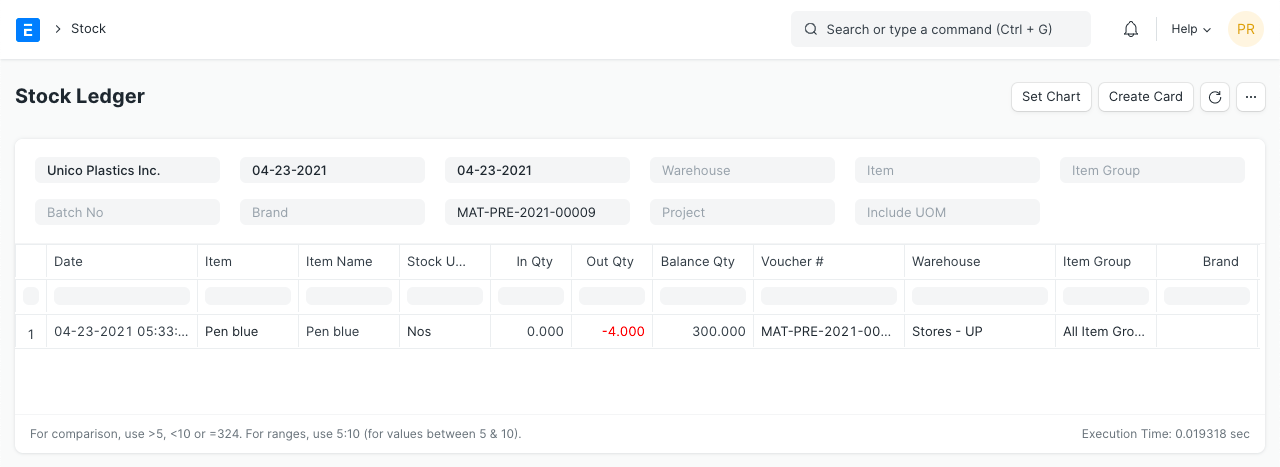 E > Stock Search or type a command (Ctrl + G) Help PR
Stock Ledger Set Chart Create Card ...
Unico Plastics Inc. 04-23-2021 04-23-2021 Warehouse Item Item Group
Batch No Brand MAT-PRE-2021-00009 Project Include UOM
Date Item Item Name Stock U... In Qty Out Qty Balance Qty Voucher # Warehouse Item Group Brand
1 04-23-2021 05:33:... Pen blue Pen blue Nos 0.000 -4.000 300.000 MAT-PRE-2021-00... Stores - UP All Item Gro...
For comparison, use >5, <10 or =324. For ranges, use 5:10 (for values between 5 & 10). Execution Time: 0.019318 sec